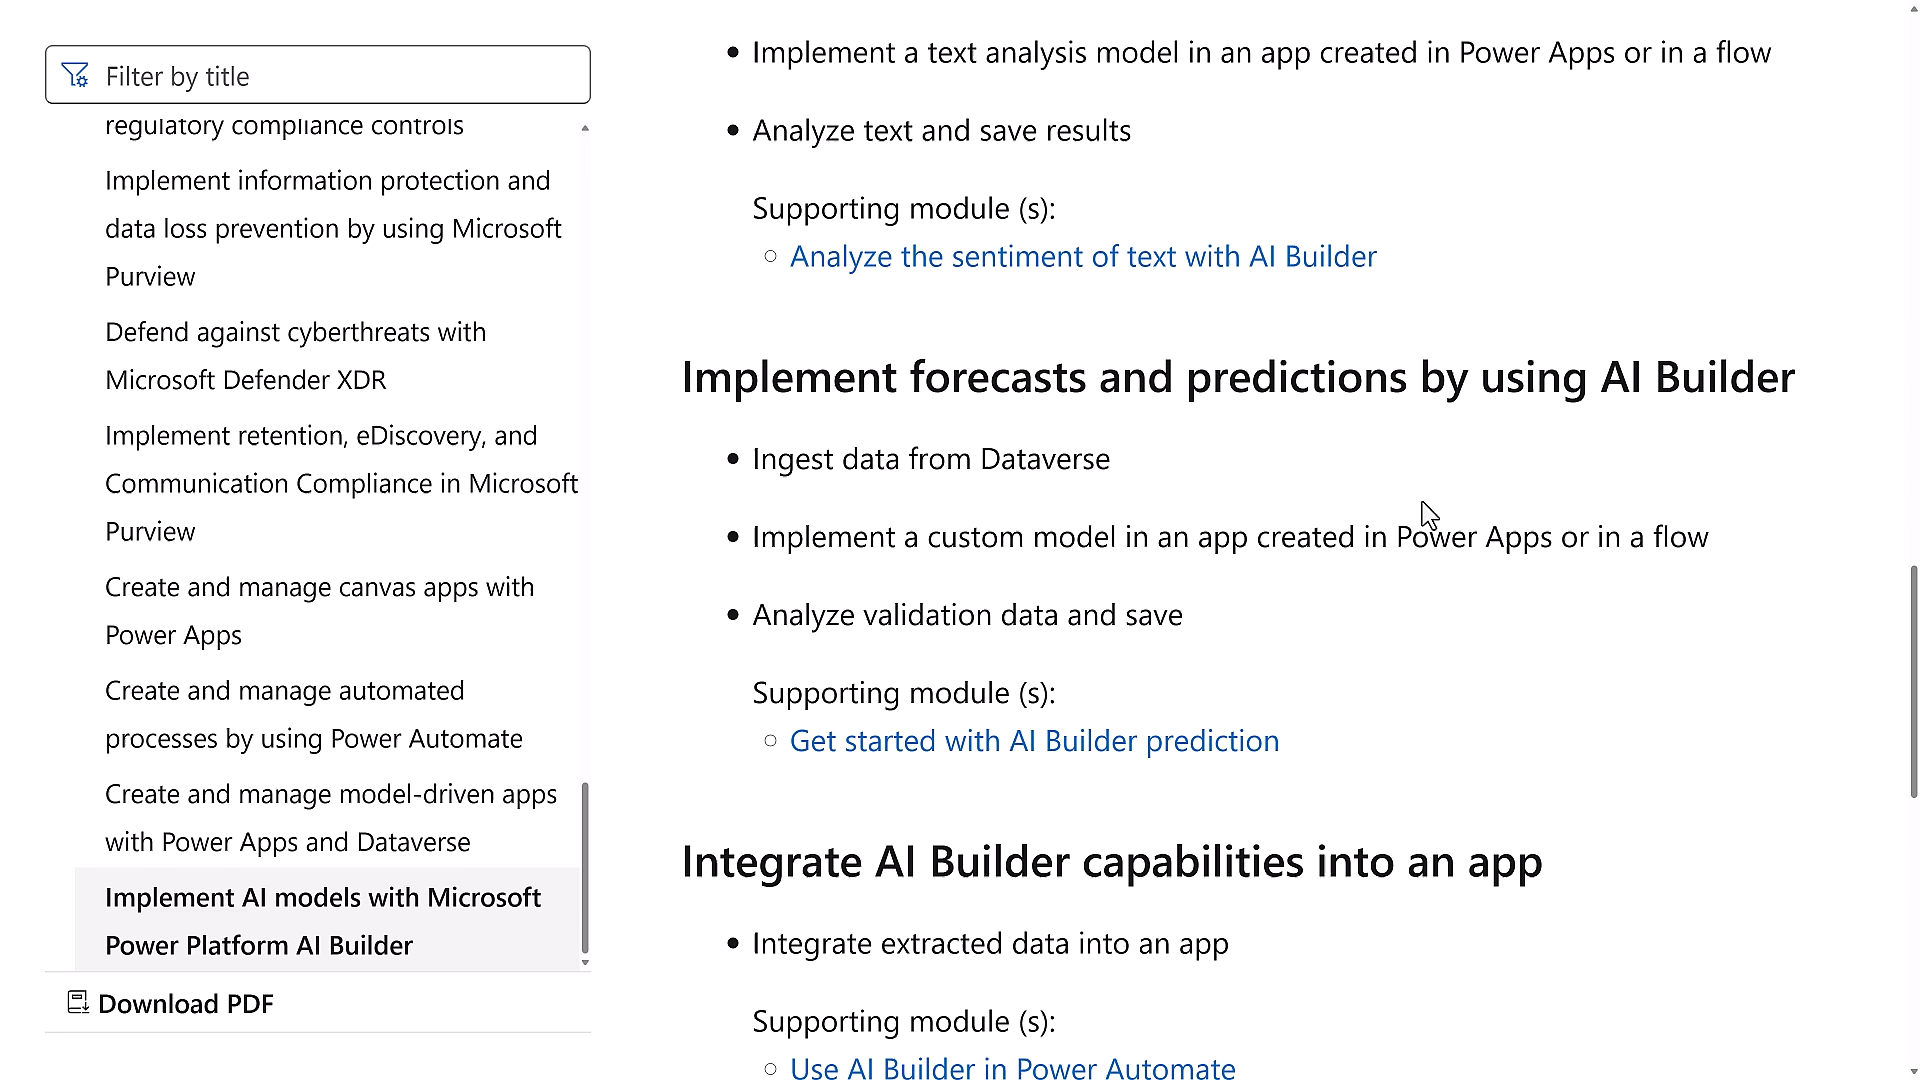 Filter by title
regulatory compliance controls
Implement information protection and
data loss prevention by using Microsoft
Purview
Defend against cyberthreats with
Microsoft Defender XDR
Implement retention, eDiscovery, and
Communication Compliance in Microsoft
Purview
Create and manage canvas apps with
Power Apps
Create and manage automated
processes by using Power Automate
Create and manage model-driven apps
with Power Apps and Dataverse
Implement AI models with Microsoft
Power Platform AI Builder
Download PDF
Implement a text analysis model in an app created in Power Apps or in a flow
Analyze text and save results
Supporting module (s):
Analyze the sentiment of text with AI Builder
Implement forecasts and predictions by using AI Builder
Ingest data from Dataverse
Implement a custom model in an app created in Power Apps or in a flow
Analyze validation data and save
Supporting module (s):
Get started with AI Builder prediction
Integrate AI Builder capabilities into an app
Integrate extracted data into an app
Supporting module (s):
Use AI Builder in Power Automate